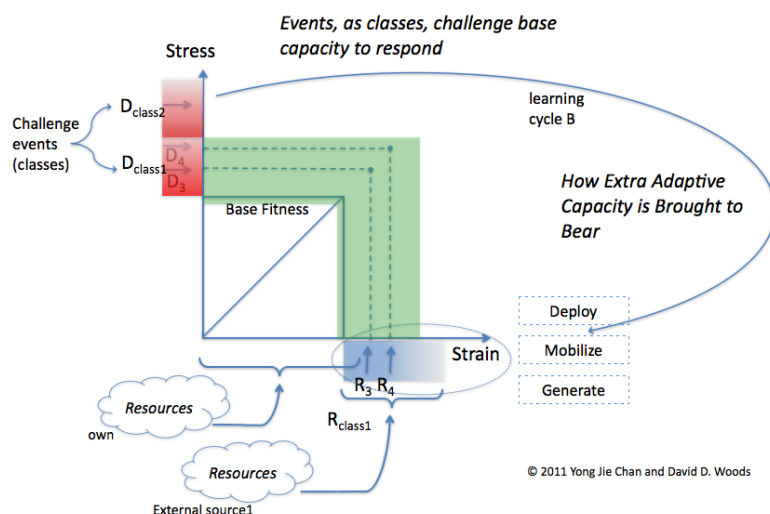 Events, as classes, challenge base
capacity to respond
Stress
learning
cycle B
Challenge
events
(classes)
Dclass2
D4
Dclass1
D3
How Extra Adaptive
Capacity is Brought to
Bear
Base Fitness
Deploy
Mobilize
Generate
Strain
R3 R4
Rclass1
Resources
own
Resources
External source1
© 2011 Yong Jie Chan and David D. Woods